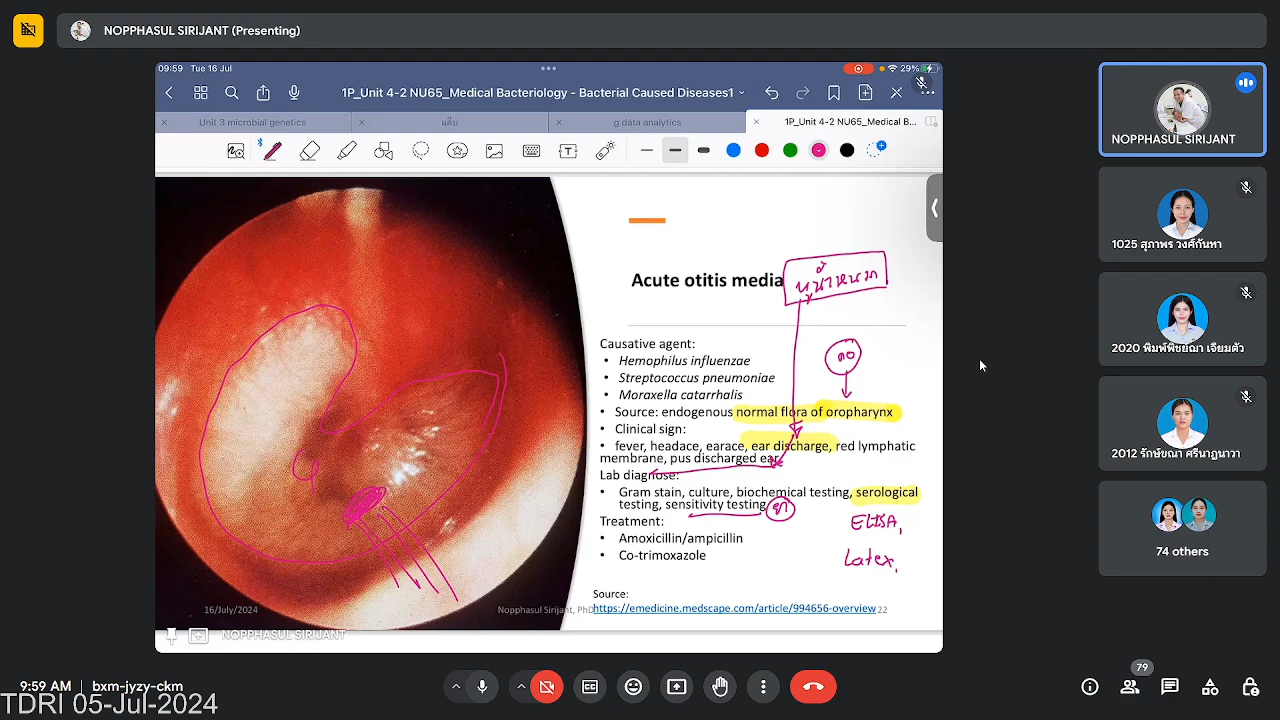 NOPPHASUL SIRIJANT (Presenting)
09:59 Tue 16 Jul
29%
1P_Unit 4-2 NU65_Medical Bacteriology - Bacterial Caused Diseases1
Unit 3 microbial genetics
g data analytics
1P_Unit 4-2 NU65_Medical B...
Acute otitis media
หูน้ำหนวก
Causative agent:
• Hemophilus influenzae
• Streptococcus pneumoniae
• Moraxella catarrhalis
คอ
• Source: endogenous normal flora of oropharynx
• Clinical sign:
• fever, headace, earace, ear discharge, red lymphatic
membrane, pus discharged ear
Lab diagnose:
• Gram stain, culture, biochemical testing, serological
testing, sensitivity testing
ยา
ELISA,
Latex,
Treatment:
• Amoxicillin/ampicillin
• Co-trimoxazole
Source:
https://emedicine.medscape.com/article/994656-overview
16/July/2024
Nopphasul Sirijant, PhD
22
NOPPHASUL SIRIJANT
NOPPHASUL SIRIJANT
1025 สุภาพร วงศ์กันทา
2020 พิมพ์พิชย์ฌา เจียมตัว
2012 รักษ์ขณา ศรีนาฎนาวา
74 others
79
9:59 AM
bxm-jyzy-ckm
TDRI 05-Jul-2024